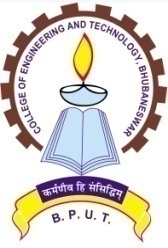 COLLEGE OF ENGINEERING AND TECHNOLOGY, BHUBANESWAR
कर्मणैव हि संसिद्धिम्
B. P. U. T.